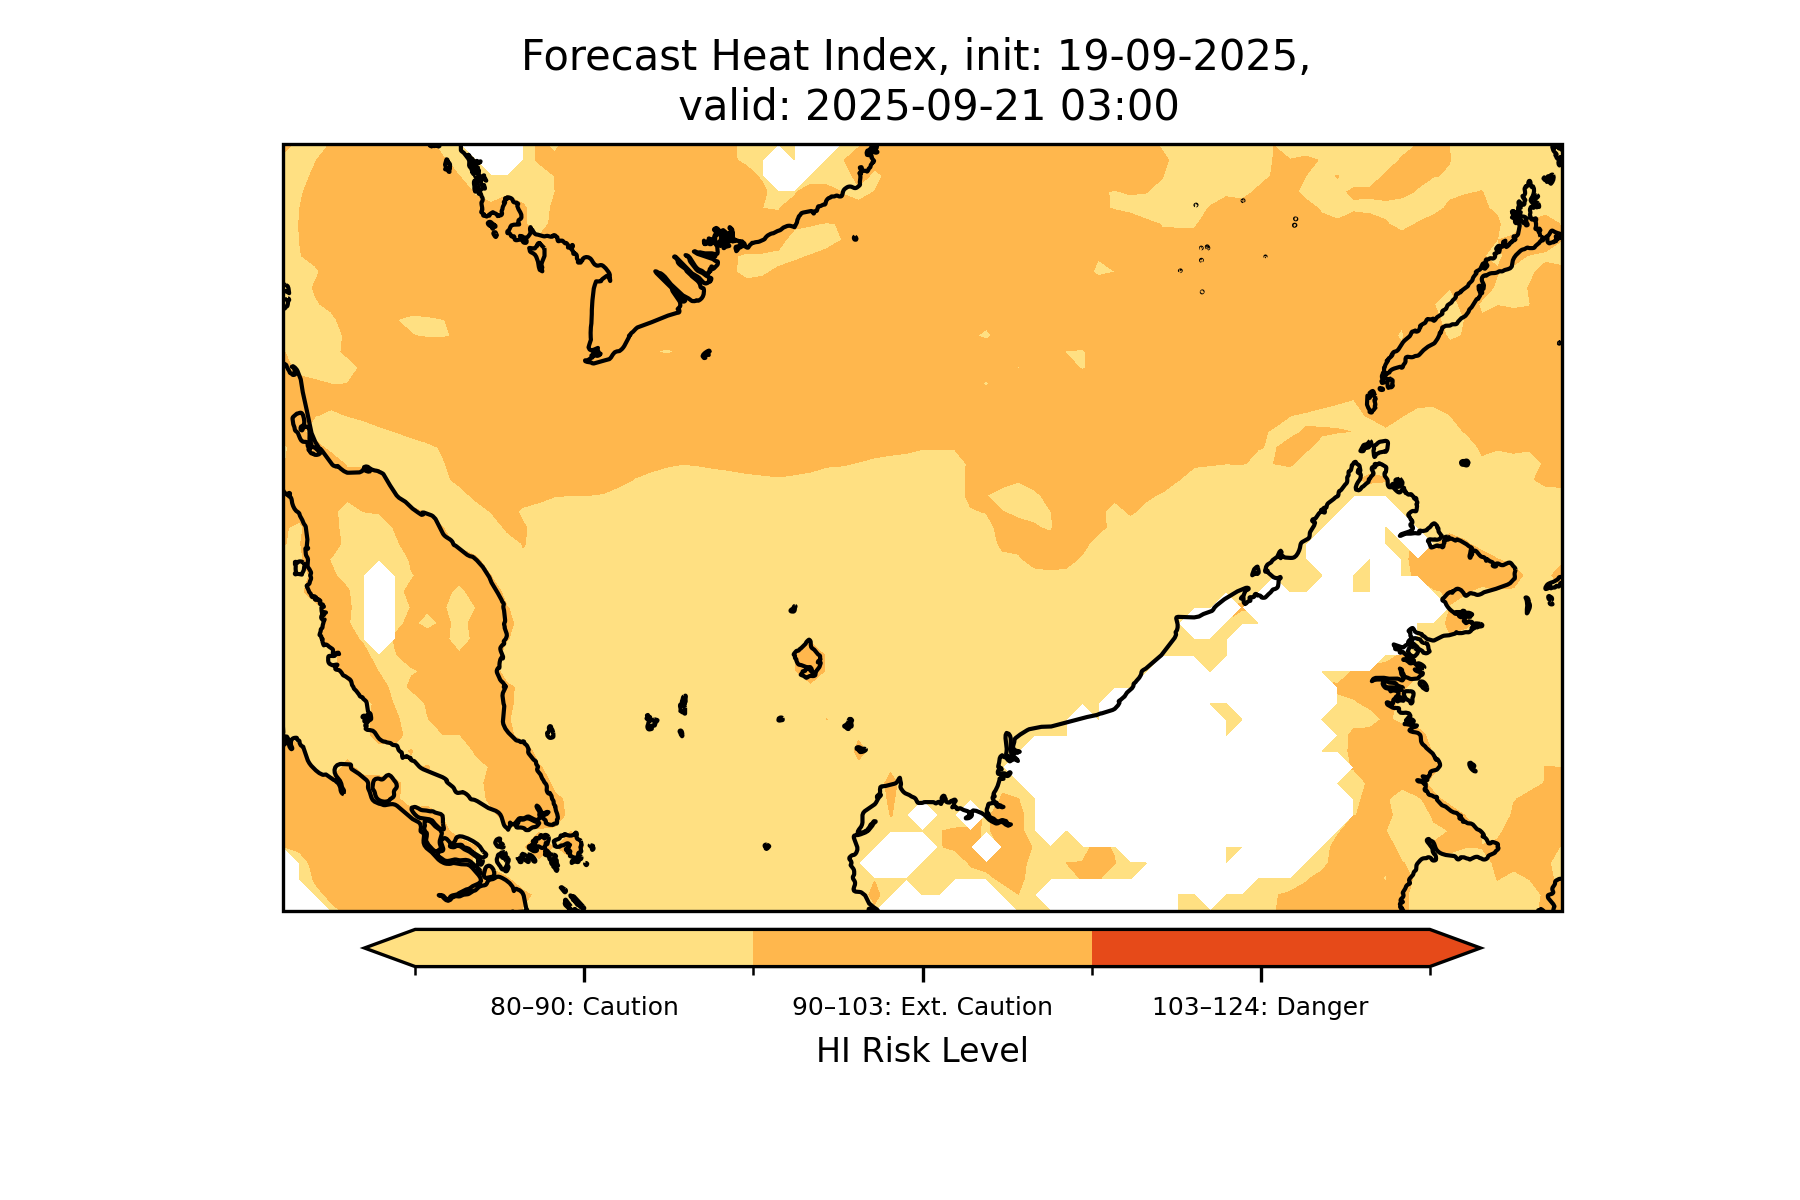 Forecast Heat Index, init: 19-09-2025,
valid: 2025-09-21 03:00
80–90: Caution
90–103: Ext. Caution
103–124: Danger
HI Risk Level